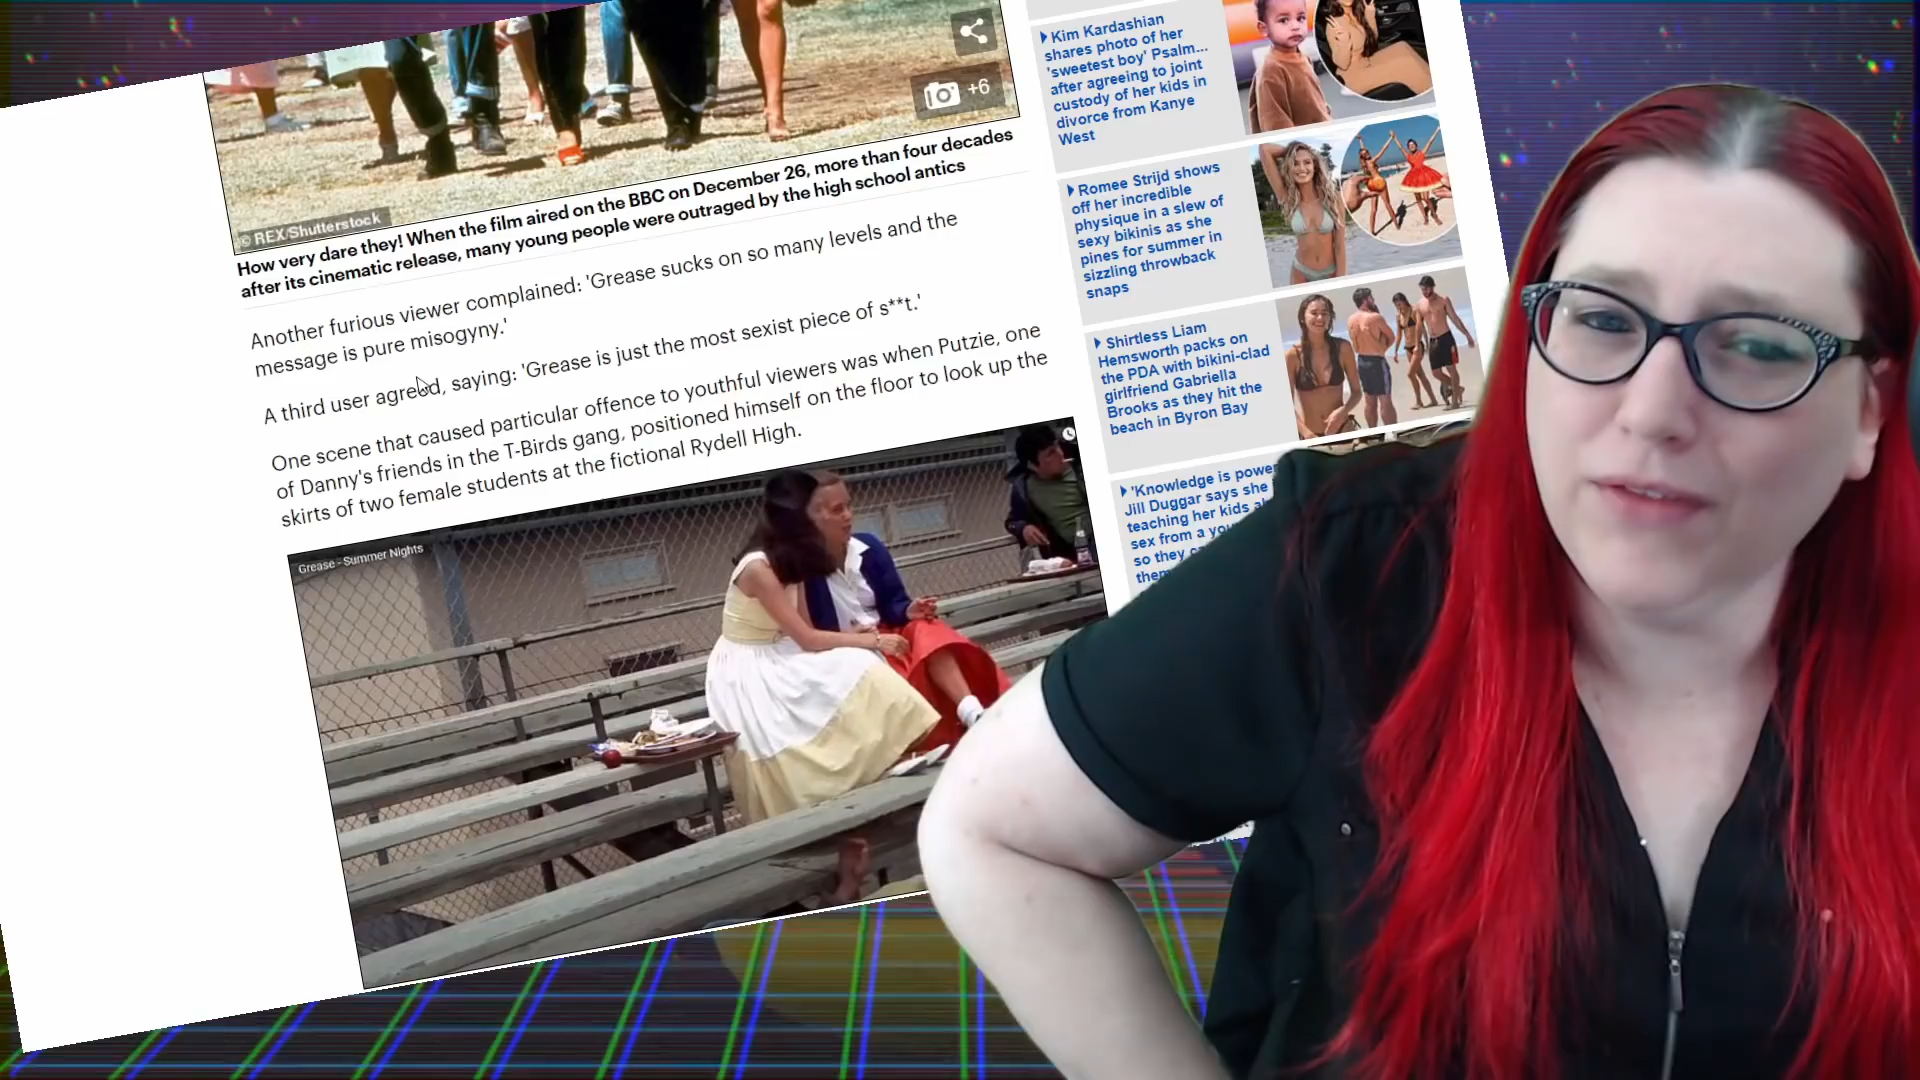 +6
© REX/Shutterstock
How very dare they! When the film aired on the BBC on December 26, more than four decades
after its cinematic release, many young people were outraged by the high school antics
Another furious viewer complained: 'Grease sucks on so many levels and the
message is pure misogyny.'
A third user agreed, saying: 'Grease is just the most sexist piece of s**t.'
One scene that caused particular offence to youthful viewers was when Putzie, one
of Danny's friends in the T-Birds gang, positioned himself on the floor to look up the
skirts of two female students at the fictional Rydell High.
Grease - Summer Nights
Kim Kardashian
shares photo of her
'sweetest boy' Psalm...
after agreeing to joint
custody of her kids in
divorce from Kanye
West
Romee Strijd shows
off her incredible
physique in a slew of
sexy bikinis as she
pines for summer in
sizzling throwback
snaps
Shirtless Liam
Hemsworth packs on
the PDA with bikini-clad
girlfriend Gabriella
Brooks as they hit the
beach in Byron Bay
'Knowledge is power
Jill Duggar says she
teaching her kids
sex from a
so they